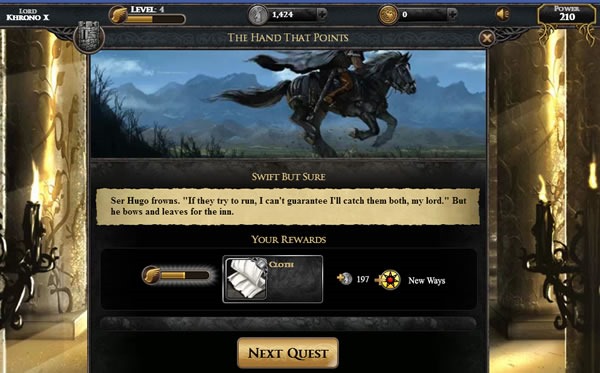 Lord
Khrono X
Level: 4
1,424
0
Power
210
The Hand That Points
Swift But Sure
Ser Hugo frowns. "If they try to run, I can't guarantee I'll catch them both, my lord." But
he bows and leaves for the inn.
Your Rewards
Cloth
197
New Ways
Next Quest